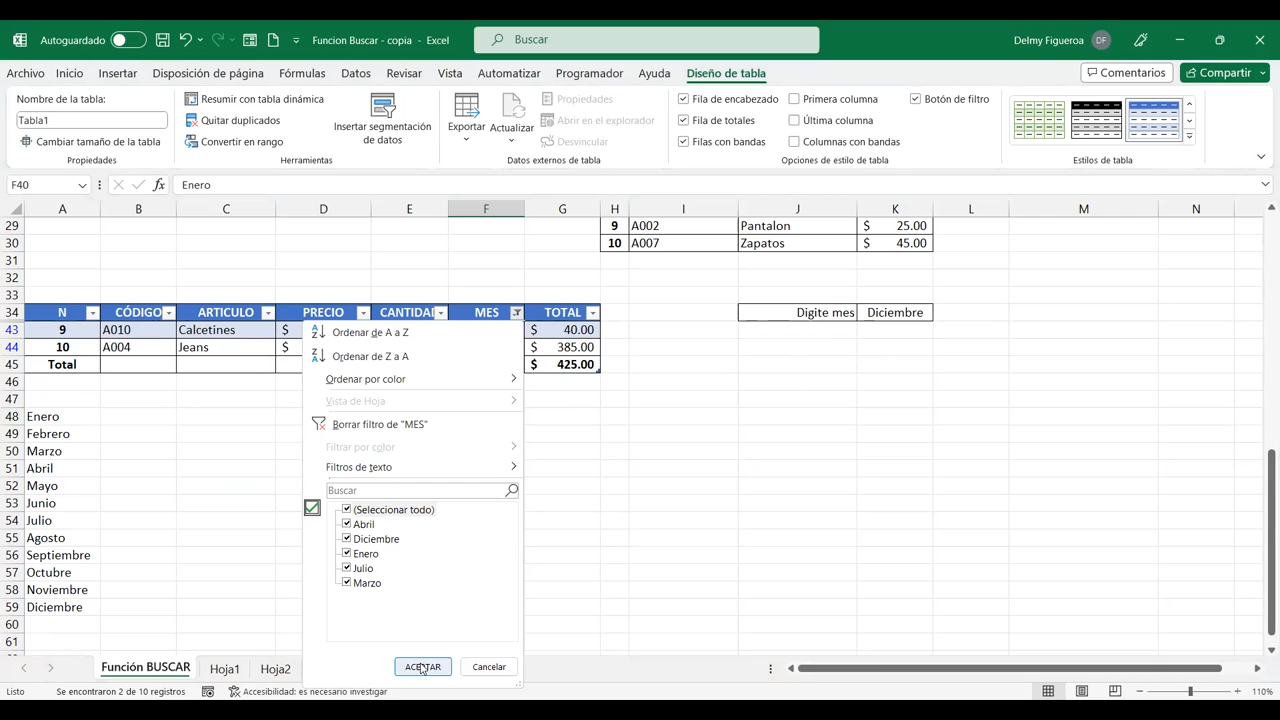 Autoguardado
Funcion Buscar - copia - Excel
Buscar
Delmy Figueroa DF
Archivo Inicio Insertar Disposición de página Fórmulas Datos Revisar Vista Automatizar Programador Ayuda Diseño de tabla Comentarios Compartir
Nombre de la tabla:
Tabla1
Cambiar tamaño de la tabla
Propiedades
Resumir con tabla dinámica
Quitar duplicados
Convertir en rango
Insertar segmentación
de datos
Herramientas
Exportar
Actualizar
Propiedades
Abrir en el explorador
Desvincular
Datos externos de tabla
Fila de encabezado
Fila de totales
Filas con bandas
Primera columna
Última columna
Columnas con bandas
Botón de filtro
Opciones de estilo de tabla
Estilos de tabla
F40 fx Enero
A B C D E F G H I J K L M N
29 9 A002 Pantalon $ 25.00
30 10 A007 Zapatos $ 45.00
31
32
33
34 N CÓDIGO ARTICULO PRECIO CANTIDAD MES TOTAL Digite mes Diciembre
43 9 A010 Calcetines $ $ 40.00
44 10 A004 Jeans $ $ 385.00
45 Total $ 425.00
46
47
48 Enero
49 Febrero
50 Marzo
51 Abril
52 Mayo
53 Junio
54 Julio
55 Agosto
56 Septiembre
57 Octubre
58 Noviembre
59 Diciembre
60
61
Ordenar de A a Z
Ordenar de Z a A
Ordenar por color
Vista de Hoja
Borrar filtro de "MES"
Filtrar por color
Filtros de texto
Buscar
(Seleccionar todo)
Abril
Diciembre
Enero
Julio
Marzo
ACEPTAR Cancelar
Función BUSCAR Hoja1 Hoja2
Listo Se encontraron 2 de 10 registros Accesibilidad: es necesario investigar 110%